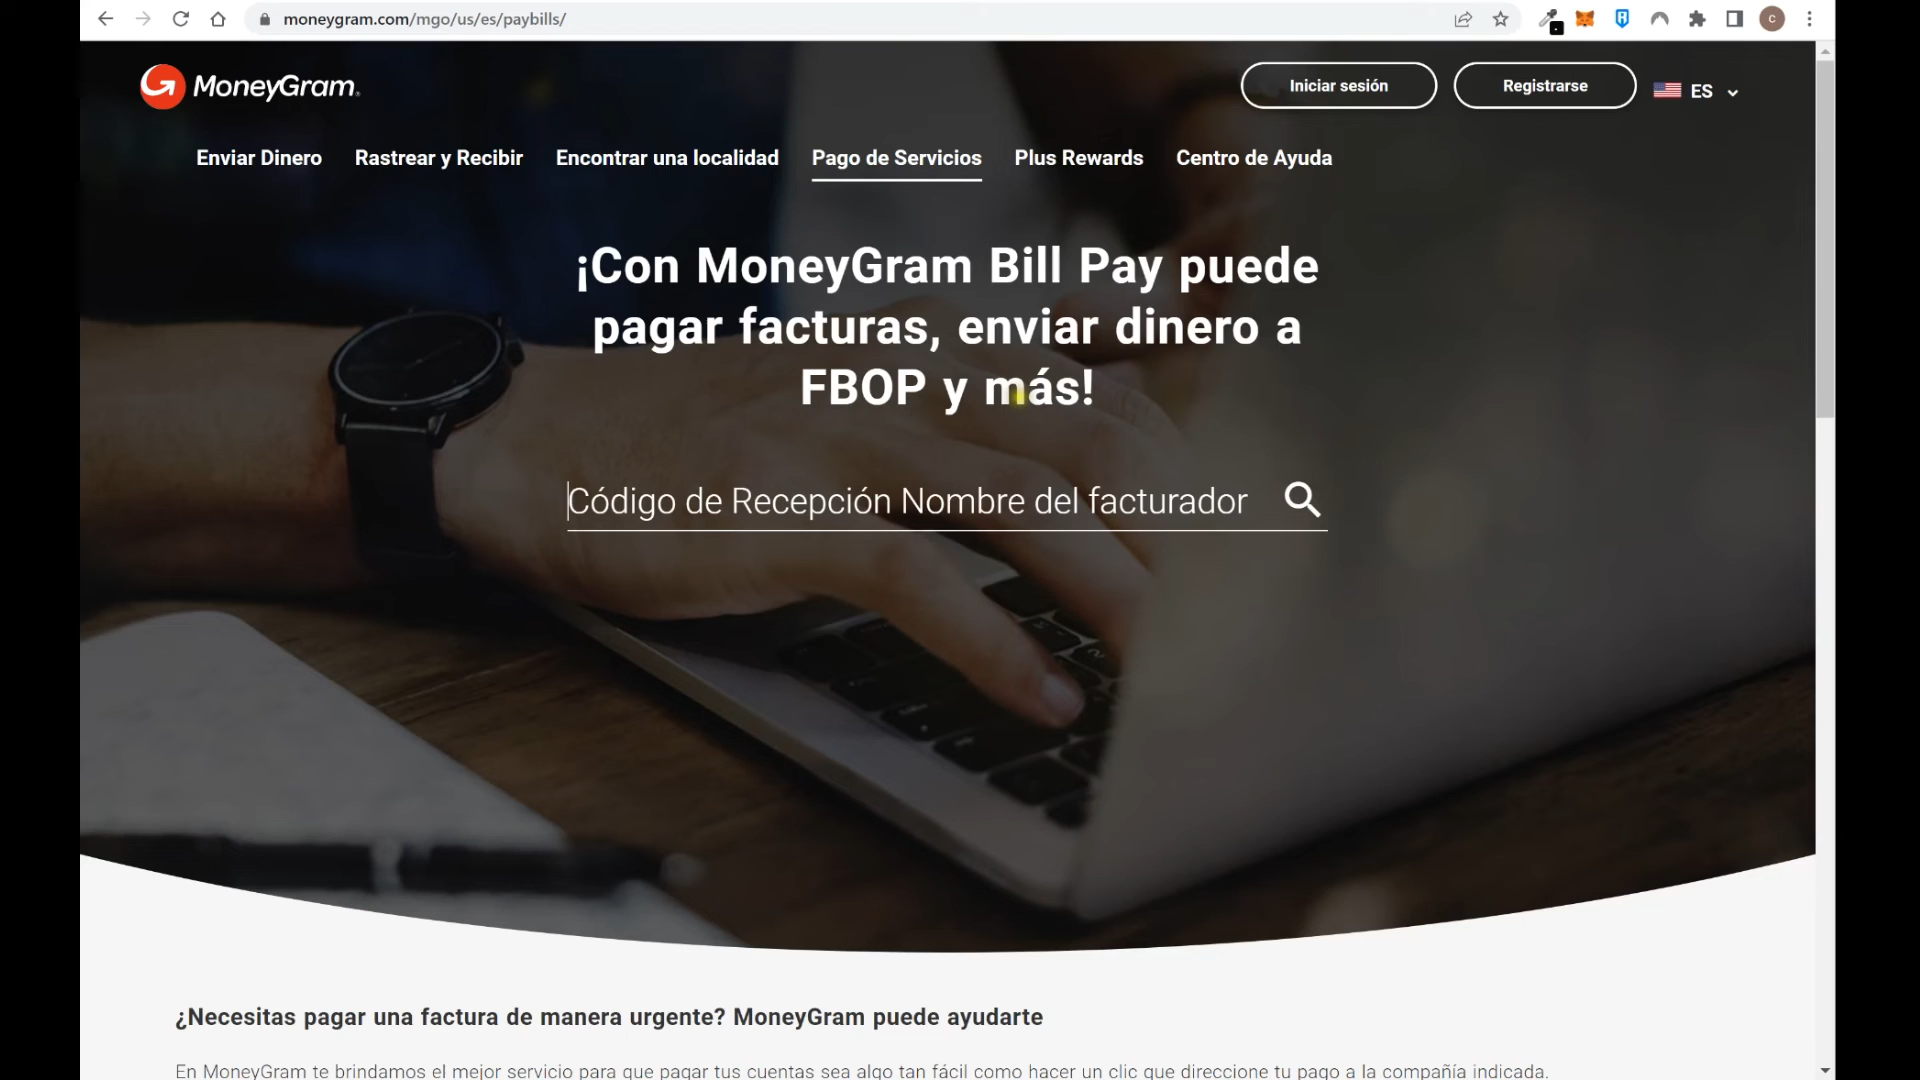 moneygram.com/mgo/us/es/paybills/
C
MoneyGram.
Iniciar sesión
Registrarse
ES
Enviar Dinero
Rastrear y Recibir
Encontrar una localidad
Pago de Servicios
Plus Rewards
Centro de Ayuda
¡Con MoneyGram Bill Pay puede
pagar facturas, enviar dinero a
FBOP y más!
Código de Recepción Nombre del facturador
¿Necesitas pagar una factura de manera urgente? MoneyGram puede ayudarte
En MoneyGram te brindamos el mejor servicio para que pagar tus cuentas sea algo tan fácil como hacer un clic que direccione tu pago a la compañía indicada.